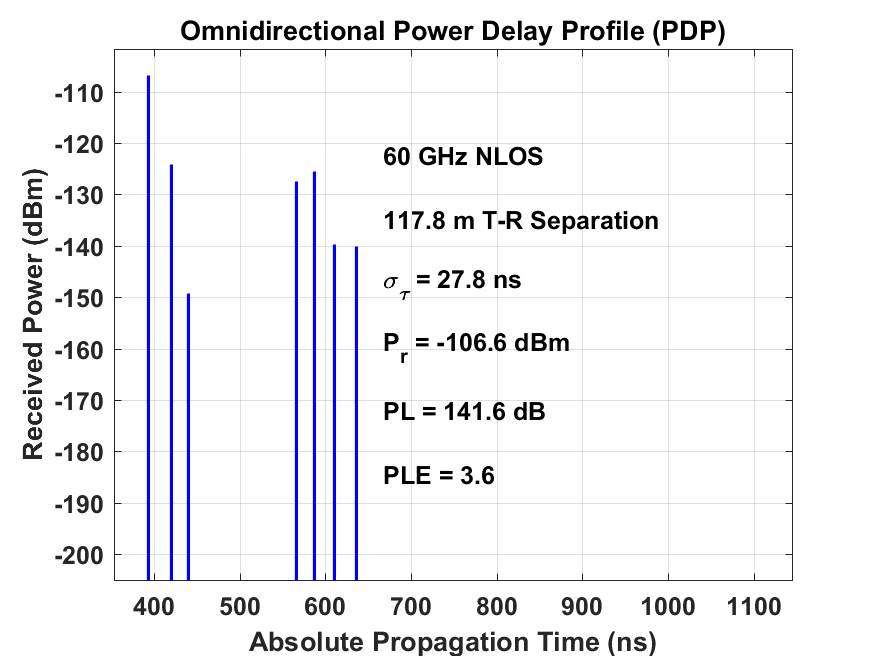 Omnidirectional Power Delay Profile (PDP)
Received Power (dBm)
-110
-120
-130
-140
-150
-160
-170
-180
-190
-200
60 GHz NLOS
117.8 m T-R Separation
σ_τ = 27.8 ns
P_r = -106.6 dBm
PL = 141.6 dB
PLE = 3.6
400 500 600 700 800 900 1000 1100
Absolute Propagation Time (ns)